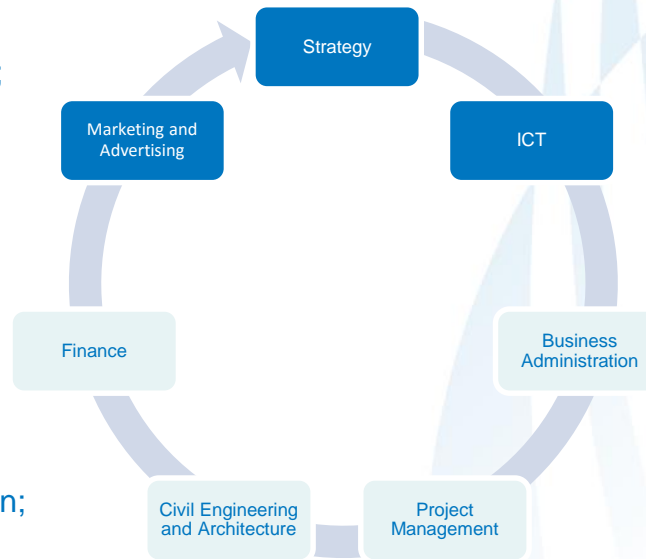 Strategy
;
Marketing and
Advertising
ICT
Finance
Business
Administration
n;
Civil Engineering
and Architecture
Project
Management